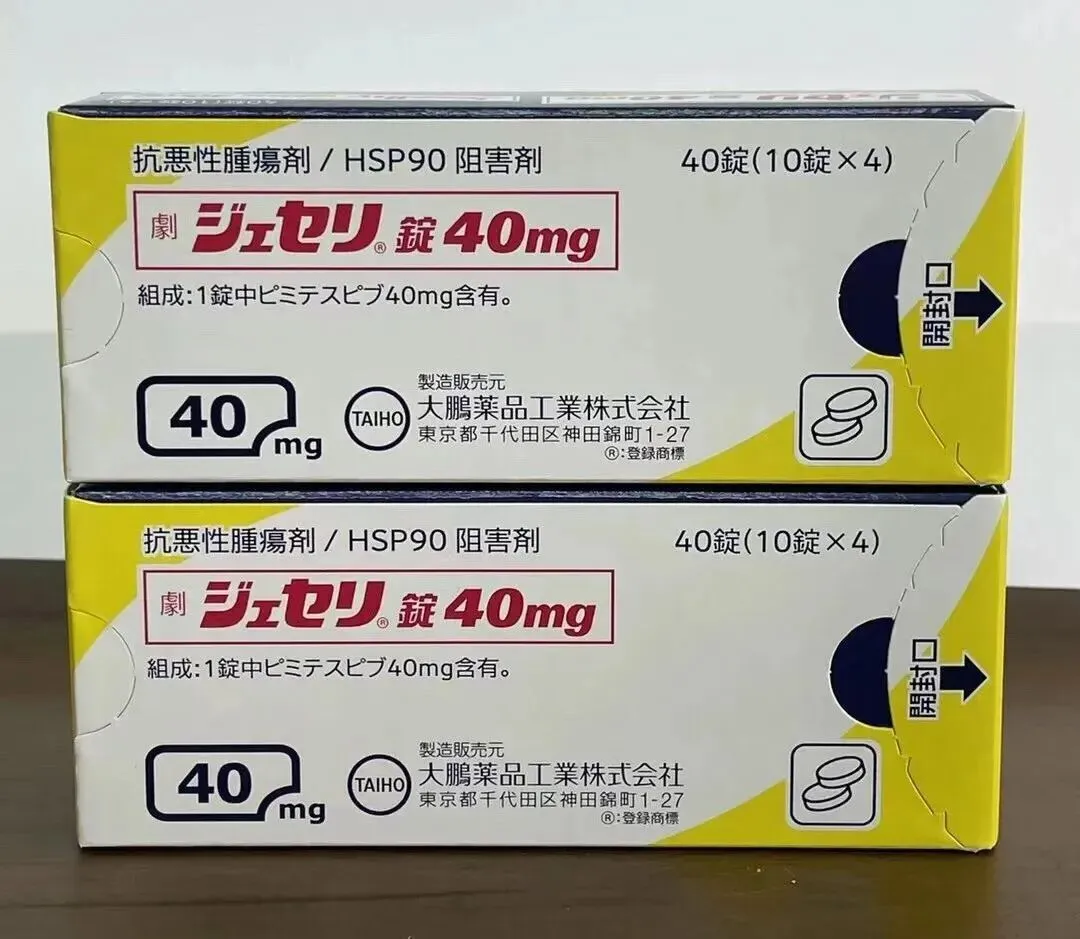 抗悪性腫瘍剤 / HSP90 阻害剤 40錠(10錠×4)
劇 ジェセリ® 錠 40mg
組成:1錠中ピミテスピブ40mg含有。
開封口
40 mg
TAIHO
製造販売元
大鵬薬品工業株式会社
東京都千代田区神田錦町1-27
®:登録商標
抗悪性腫瘍剤 / HSP90 阻害剤 40錠(10錠×4)
劇 ジェセリ® 錠 40mg
組成:1錠中ピミテスピブ40mg含有。
開封口
40 mg
TAIHO
製造販売元
大鵬薬品工業株式会社
東京都千代田区神田錦町1-27
®:登録商標